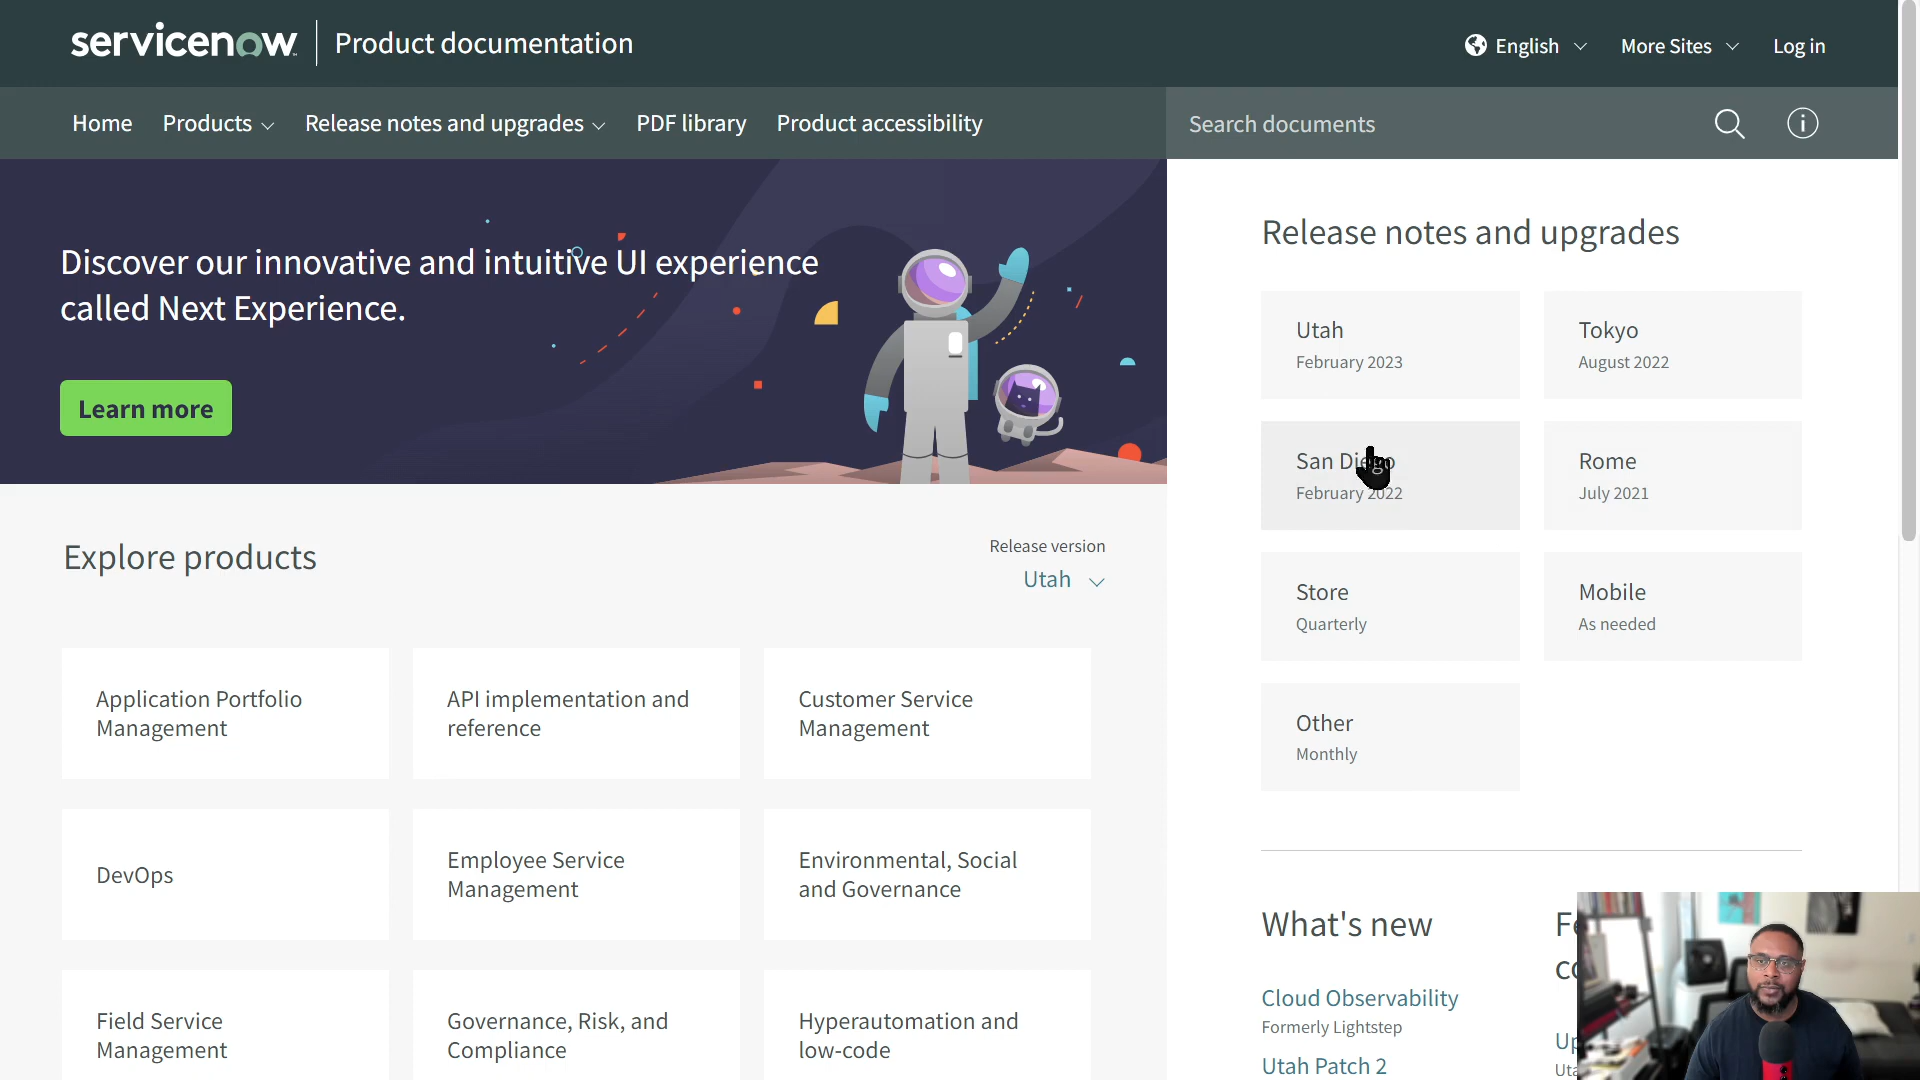 servicenow
Product documentation
English
More Sites
Log in
Home
Products
Release notes and upgrades
PDF library
Product accessibility
Search documents
Discover our innovative and intuitive UI experience
called Next Experience.
Learn more
Release notes and upgrades
Utah
February 2023
Tokyo
August 2022
San Diego
February 2022
Rome
July 2021
Store
Quarterly
Mobile
As needed
Other
Monthly
Explore products
Release version
Utah
Application Portfolio
Management
API implementation and
reference
Customer Service
Management
DevOps
Employee Service
Management
Environmental, Social
and Governance
Field Service
Management
Governance, Risk, and
Compliance
Hyperautomation and
low-code
What's new
Cloud Observability
Formerly Lightstep
Utah Patch 2